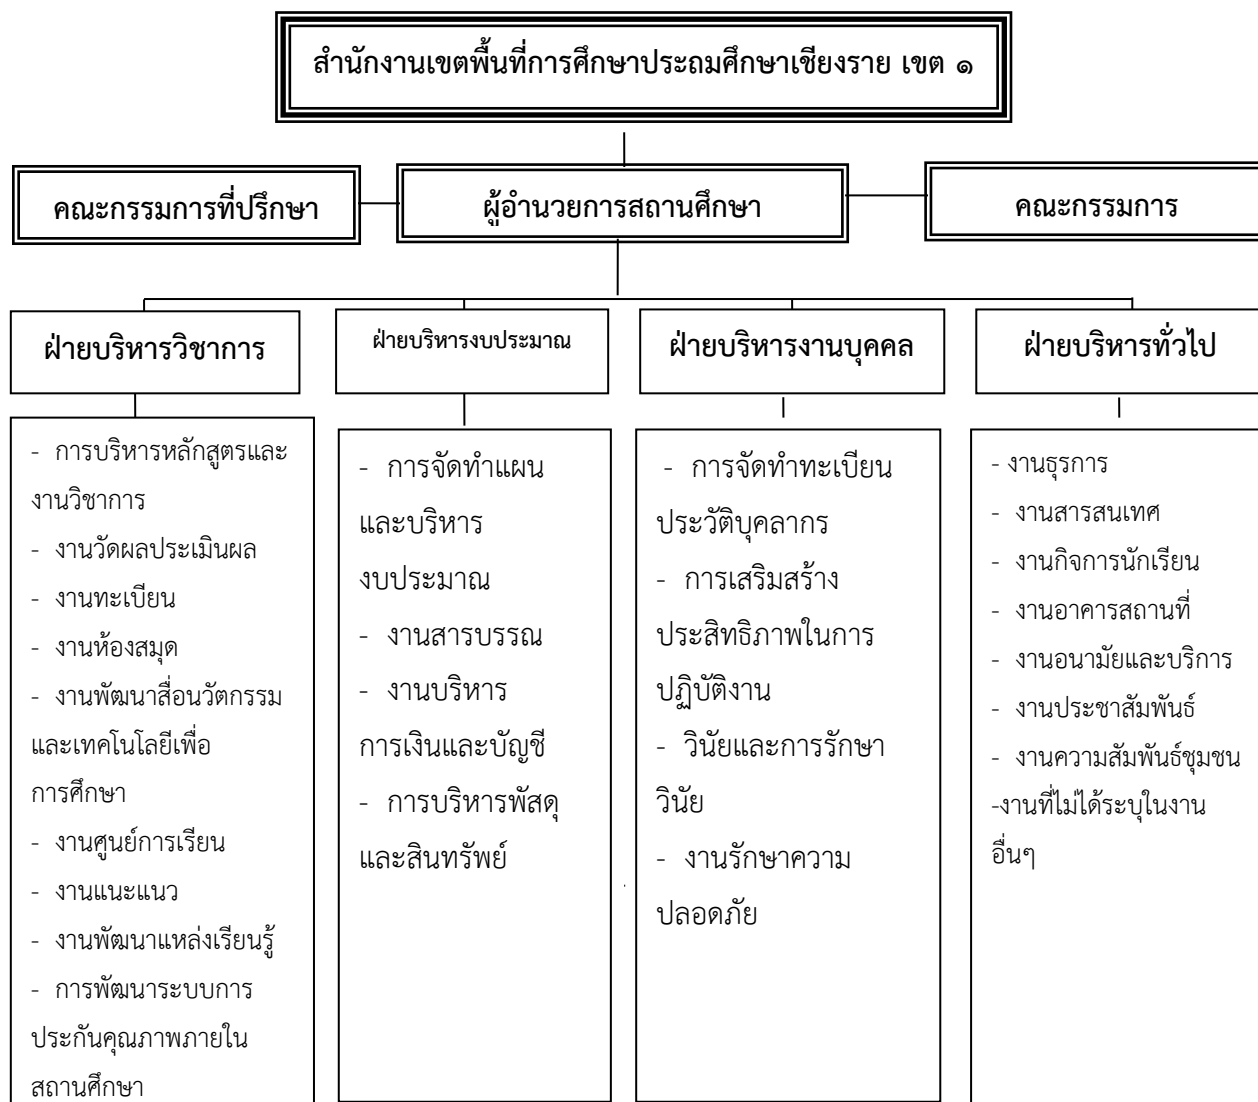 สำนักงานเขตพื้นที่การศึกษาประถมศึกษาเชียงราย เขต ๑
คณะกรรมการที่ปรึกษา
ผู้อำนวยการสถานศึกษา
คณะกรรมการ
ฝ่ายบริหารวิชาการ
- การบริหารหลักสูตรและ
งานวิชาการ
- งานวัดผลประเมินผล
- งานทะเบียน
- งานห้องสมุด
- งานพัฒนาสื่อนวัตกรรม
และเทคโนโลยีเพื่อ
การศึกษา
- งานศูนย์การเรียน
- งานแนะแนว
- งานพัฒนาแหล่งเรียนรู้
- การพัฒนาระบบการ
ประกันคุณภาพภายใน
สถานศึกษา
ฝ่ายบริหารงบประมาณ
- การจัดทำแผน
และบริหาร
งบประมาณ
- งานสารบรรณ
- งานบริหาร
การเงินและบัญชี
- การบริหารพัสดุ
และสินทรัพย์
ฝ่ายบริหารงานบุคคล
- การจัดทำทะเบียน
ประวัติบุคลากร
- การเสริมสร้าง
ประสิทธิภาพในการ
ปฏิบัติงาน
- วินัยและการรักษา
วินัย
- งานรักษาความ
ปลอดภัย
ฝ่ายบริหารทั่วไป
- งานธุรการ
- งานสารสนเทศ
- งานกิจการนักเรียน
- งานอาคารสถานที่
- งานอนามัยและบริการ
- งานประชาสัมพันธ์
- งานความสัมพันธ์ชุมชน
-งานที่ไม่ได้ระบุในงาน
อื่นๆ